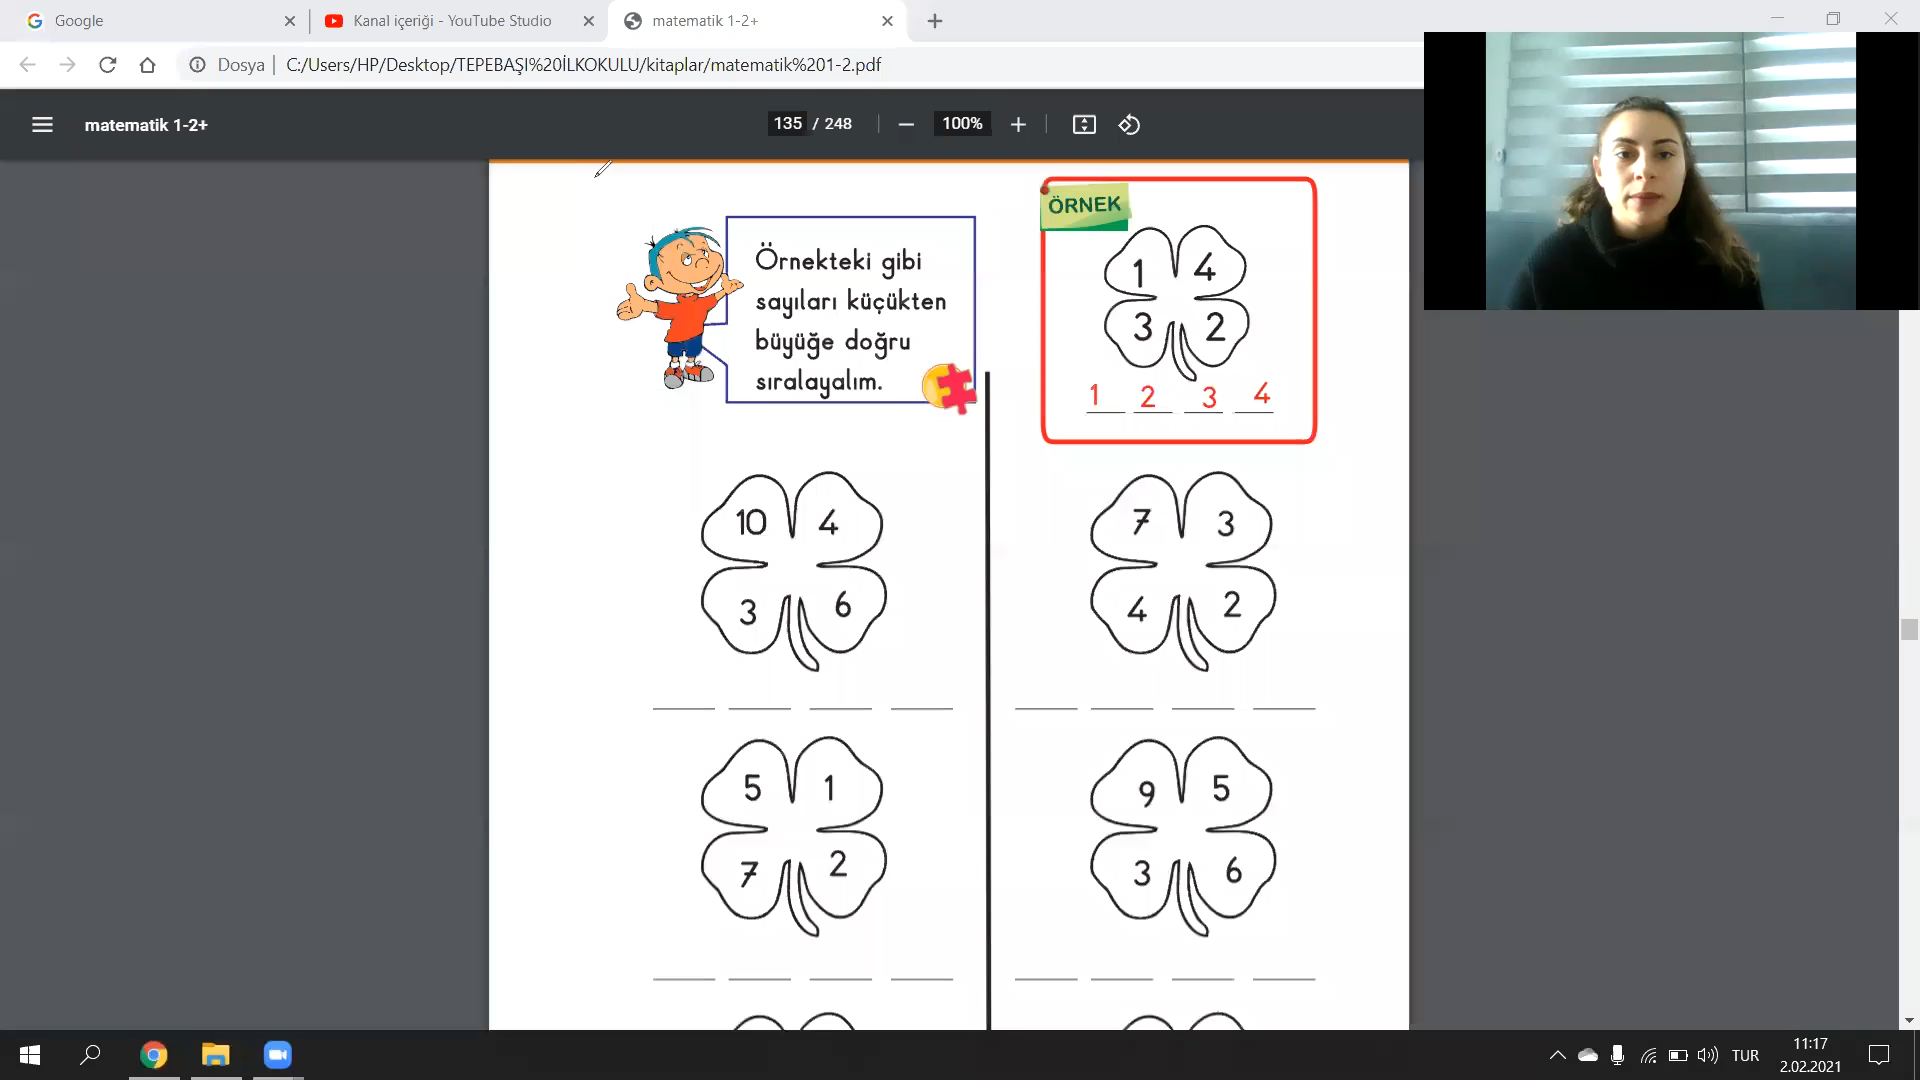 Google
Kanal içeriği - YouTube Studio
matematik 1-2+
Dosya
C:/Users/HP/Desktop/TEPEBAŞI%20İLKOKULU/kitaplar/matematik%201-2.pdf
matematik 1-2+
135 / 248
100%
Örnekteki gibi
sayıları küçükten
büyüğe doğru
sıralayalım.
ÖRNEK
1 4
3 2
1 2 3 4
10 4
3 6
7 3
4 2
5 1
7 2
9 5
3 6
TUR
11:17
2.02.2021